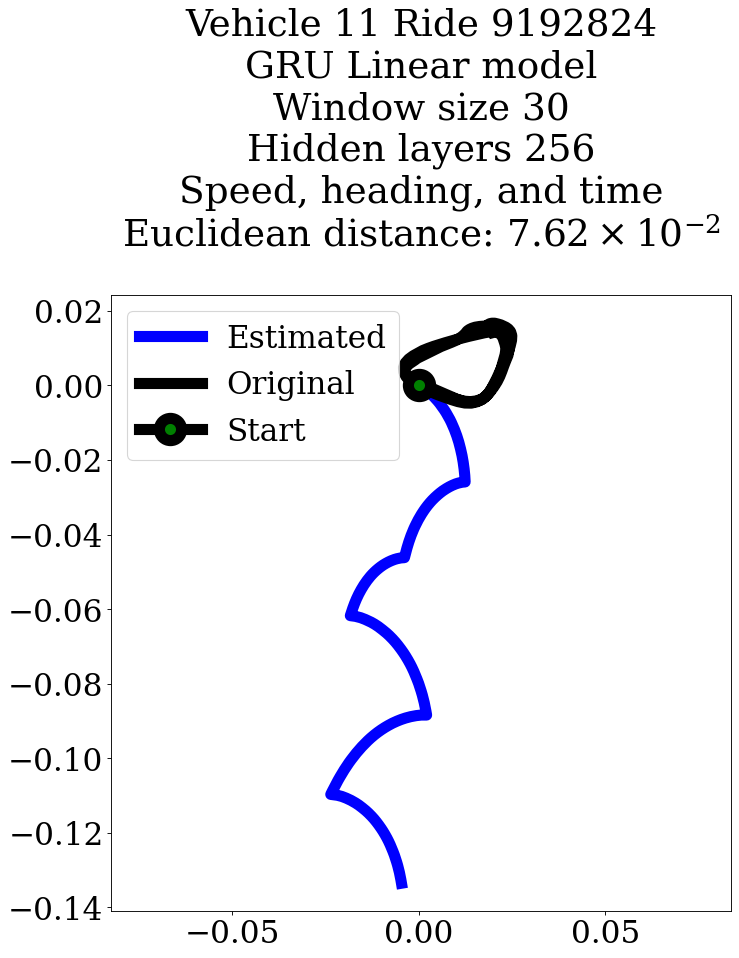 Vehicle 11 Ride 9192824
GRU Linear model
Window size 30
Hidden layers 256
Speed, heading, and time
Euclidean distance: 7.62 × 10⁻²
Estimated
Original
Start
0.02
0.00
−0.02
−0.04
−0.06
−0.08
−0.10
−0.12
−0.14
−0.05
0.00
0.05